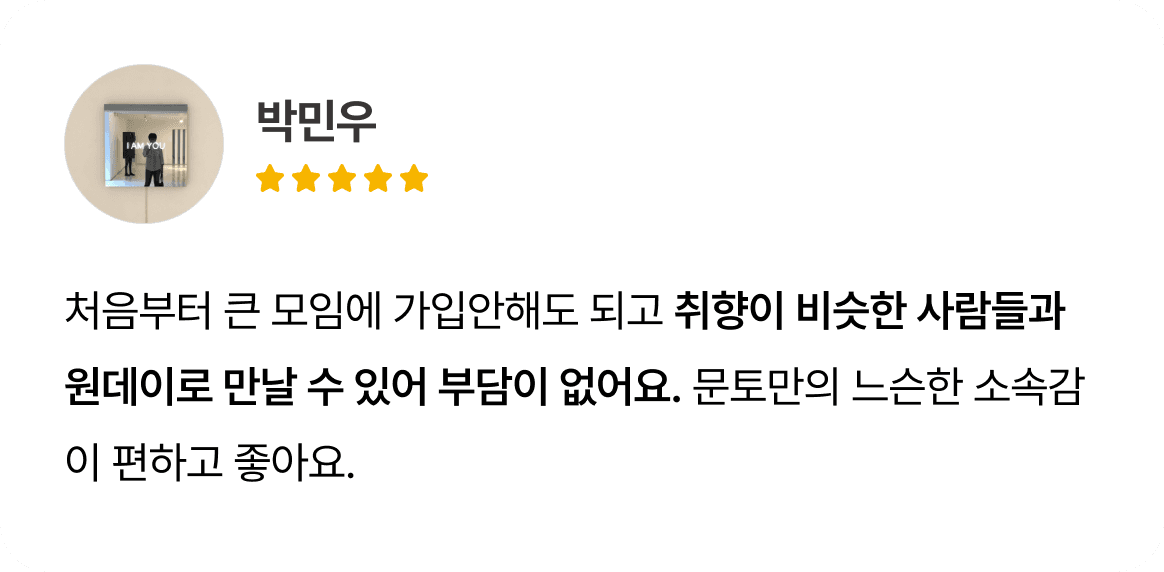 I AM YOU
박민우
처음부터 큰 모임에 가입안해도 되고 취향이 비슷한 사람들과
원데이로 만날 수 있어 부담이 없어요. 문토만의 느슨한 소속감
이 편하고 좋아요.